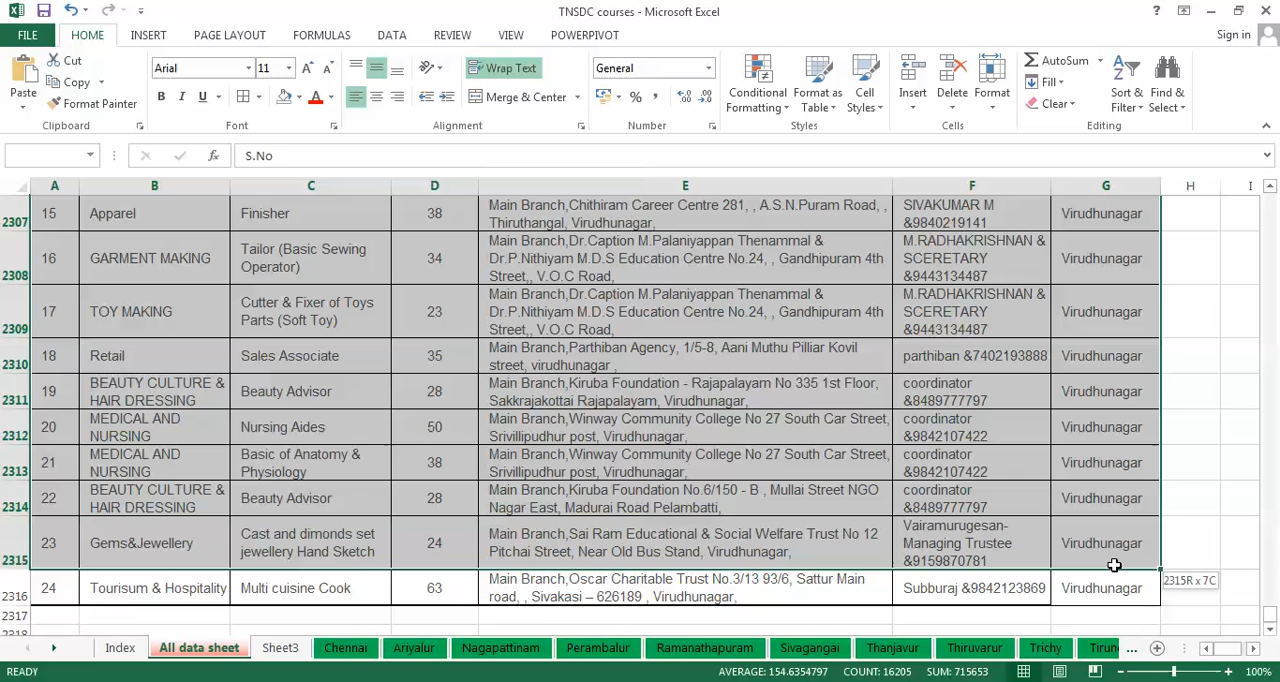 TNSDC courses - Microsoft Excel
?
FILE
HOME
INSERT
PAGE LAYOUT
FORMULAS
DATA
REVIEW
VIEW
POWERPIVOT
Sign in
Paste
Cut
Copy
Format Painter
Clipboard
Arial
11
B I U
Font
Wrap Text
Merge & Center
Alignment
General
%
Number
Conditional
Formatting
Format as
Table
Cell
Styles
Styles
Insert
Delete
Format
Cells
AutoSum
Fill
Clear
Sort &
Filter
Find &
Select
Editing
fx
S.No
A B C D E F G H I
2307
15
Apparel
Finisher
38
Main Branch,Chithiram Career Centre 281, , A.S.N.Puram Road, ,
Thiruthangal, Virudhunagar,
SIVAKUMAR M
&9840219141
Virudhunagar
2308
16
GARMENT MAKING
Tailor (Basic Sewing
Operator)
34
Main Branch,Dr.Caption M.Palaniyappan Thenammal &
Dr.P.Nithiyam M.D.S Education Centre No.24, , Gandhipuram 4th
Street,, V.O.C Road,
M.RADHAKRISHNAN &
SCERETARY
&9443134487
Virudhunagar
2309
17
TOY MAKING
Cutter & Fixer of Toys
Parts (Soft Toy)
23
Main Branch,Dr.Caption M.Palaniyappan Thenammal &
Dr.P.Nithiyam M.D.S Education Centre No.24, , Gandhipuram 4th
Street,, V.O.C Road,
M.RADHAKRISHNAN &
SCERETARY
&9443134487
Virudhunagar
2310
18
Retail
Sales Associate
35
Main Branch,Parthiban Agency, 1/5-8, Aani Muthu Pilliar Kovil
street, virudhunagar ,
parthiban &7402193888
Virudhunagar
2311
19
BEAUTY CULTURE &
HAIR DRESSING
Beauty Advisor
28
Main Branch,Kiruba Foundation - Rajapalayam No 335 1st Floor,
Sakkrajakottai Rajapalayam, Virudhunagar,
coordinator
&8489777797
Virudhunagar
2312
20
MEDICAL AND
NURSING
Nursing Aides
50
Main Branch,Winway Community College No 27 South Car Street,
Srivillipudhur post, Virudhunagar,
coordinator
&9842107422
Virudhunagar
2313
21
MEDICAL AND
NURSING
Basic of Anatomy &
Physiology
38
Main Branch,Winway Community College No 27 South Car Street,
Srivillipudhur post, Virudhunagar,
coordinator
&9842107422
Virudhunagar
2314
22
BEAUTY CULTURE &
HAIR DRESSING
Beauty Advisor
28
Main Branch,Kiruba Foundation No.6/150 - B , Mullai Street NGO
Nagar East, Madurai Road Pelambatti,
coordinator
&8489777797
Virudhunagar
2315
23
Gems&Jewellery
Cast and dimonds set
jewellery Hand Sketch
24
Main Branch,Sai Ram Educational & Social Welfare Trust No 12
Pitchai Street, Near Old Bus Stand, Virudhunagar,
Vairamurugesan-
Managing Trustee
&9159870781
Virudhunagar
2315R x 7C
2316
24
Tourisum & Hospitality
Multi cuisine Cook
63
Main Branch,Oscar Charitable Trust No.3/13 93/6, Sattur Main
road, , Sivakasi – 626189 , Virudhunagar,
Subburaj &9842123869
Virudhunagar
2317
2318
Index
All data sheet
Sheet3
Chennai
Ariyalur
Nagapattinam
Perambalur
Ramanathapuram
Sivagangai
Thanjavur
Thiruvarur
Trichy
Tirun
...
READY
AVERAGE: 154.6354797
COUNT: 16205
SUM: 715653
100%